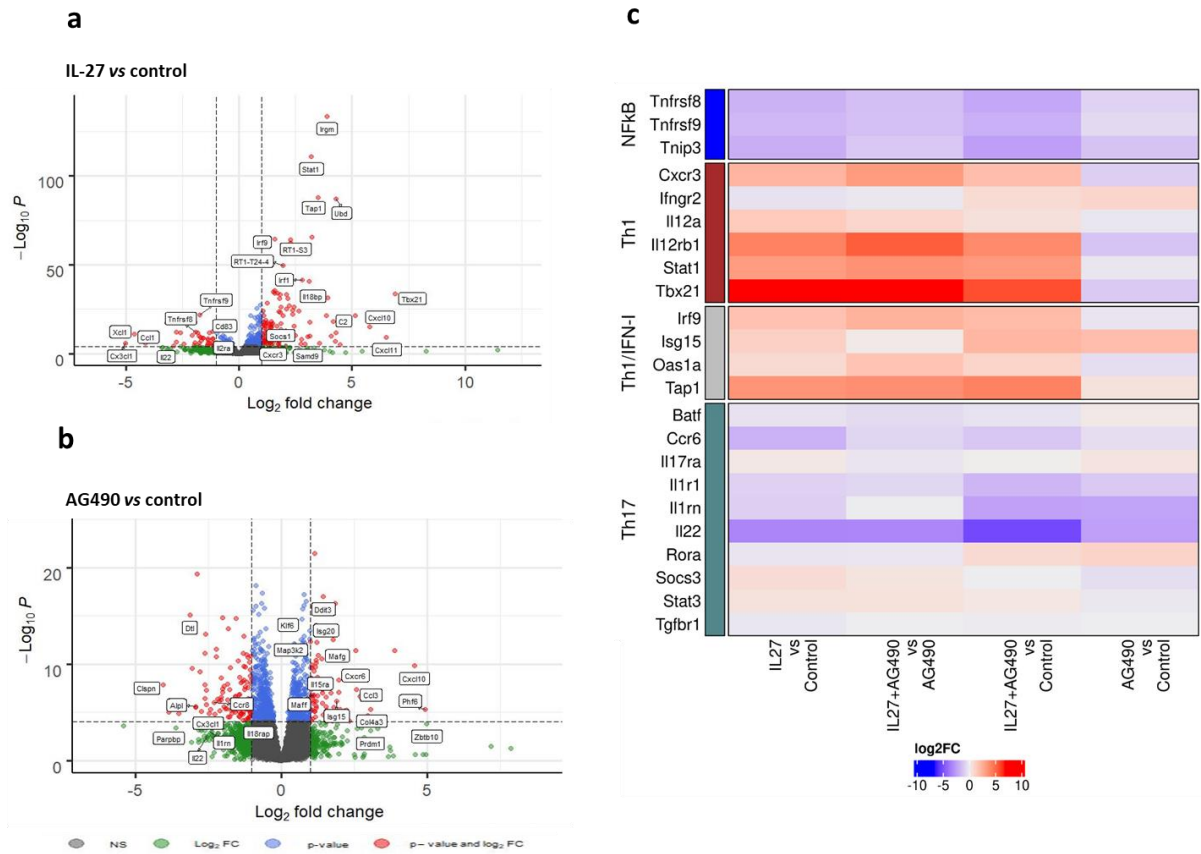 a
IL-27 vs control
Irgm
Stat1
Tap1
Ubd
Irf9
RT1-S3
RT1-T24-4
Irf1
Il18bp
Tbx21
Tnfrsf9
Tnfrsf8
Cd83
C2
Cxcl10
Xcl1
Ccl1
Socs1
Cxcl11
Cx3cl1
Il22
Il2ra
Cxcr3
Samd9
−Log10 P
100
50
0
-5
0
5
10
Log2 fold change
b
AG490 vs control
Ddit3
Klf6
Isg20
Dtl
Map3k2
Mafg
Cxcr6
Cxcl10
Clspn
Il15ra
Ccl3
Alpl
Ccr8
Maff
Phf6
Cx3cl1
Isg15
Col4a3
Parpbp
Il1rn
Il18rap
Prdm1
Zbtb10
Il22
−Log10 P
20
10
0
-5
0
5
Log2 fold change
NS
Log2 FC
p-value
p− value and log2 FC
c
NFkB
Tnfrsf8
Tnfrsf9
Tnip3
Th1
Cxcr3
Ifngr2
Il12a
Il12rb1
Stat1
Tbx21
Th1/IFN-I
Irf9
Isg15
Oas1a
Tap1
Th17
Batf
Ccr6
Il17ra
Il1r1
Il1rn
Il22
Rora
Socs3
Stat3
Tgfbr1
IL27
vs
Control
IL27+AG490
vs
AG490
IL27+AG490
vs
Control
AG490
vs
Control
log2FC
-10 -5 0 5 10